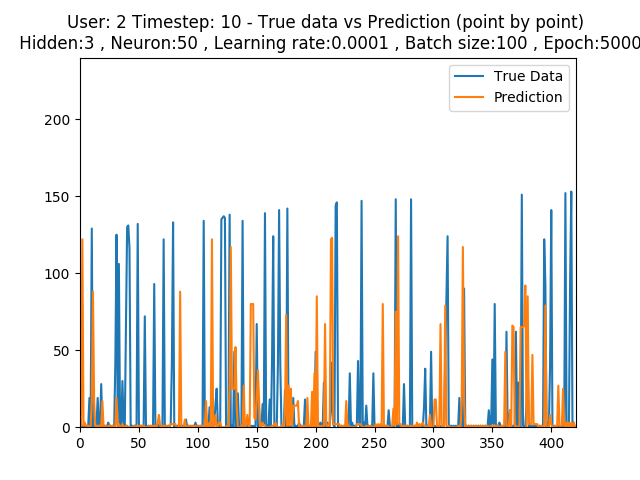 User: 2 Timestep: 10 - True data vs Prediction (point by point)
Hidden:3 , Neuron:50 , Learning rate:0.0001 , Batch size:100 , Epoch:5000
True Data
Prediction
200
150
100
50
0
0 50 100 150 200 250 300 350 400